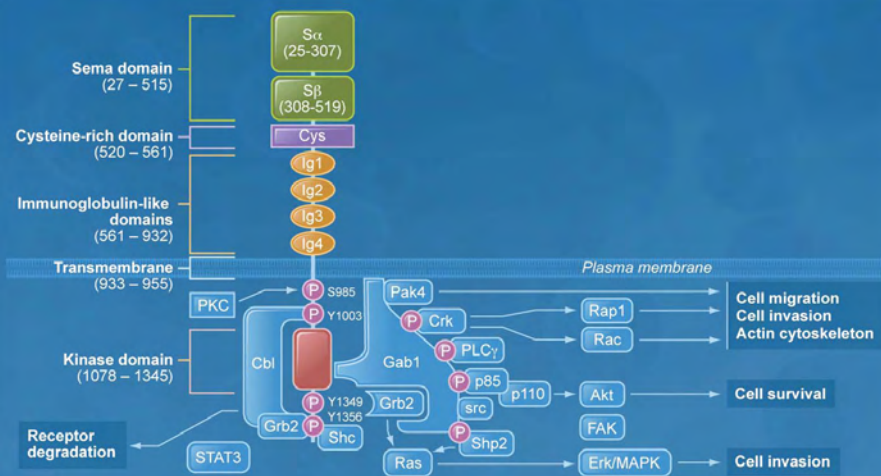 Sα
(25-307)
Sema domain
(27 – 515)
Sβ
(308-519)
Cysteine-rich domain
(520 – 561)
Cys
Ig1
Ig2
Ig3
Ig4
Immunoglobulin-like
domains
(561 – 932)
Transmembrane
(933 – 955)
Plasma membrane
PKC
P
S985
P
Y1003
Pak4
P
Crk
Rap1
Rac
Cell migration
Cell invasion
Actin cytoskeleton
Kinase domain
(1078 – 1345)
Cbl
Gab1
P
PLCγ
P
p85
p110
Akt
Cell survival
P
Y1349
Y1356
P
Grb2
Grb2
Shc
src
FAK
P
Shp2
Receptor
degradation
STAT3
Ras
Erk/MAPK
Cell invasion